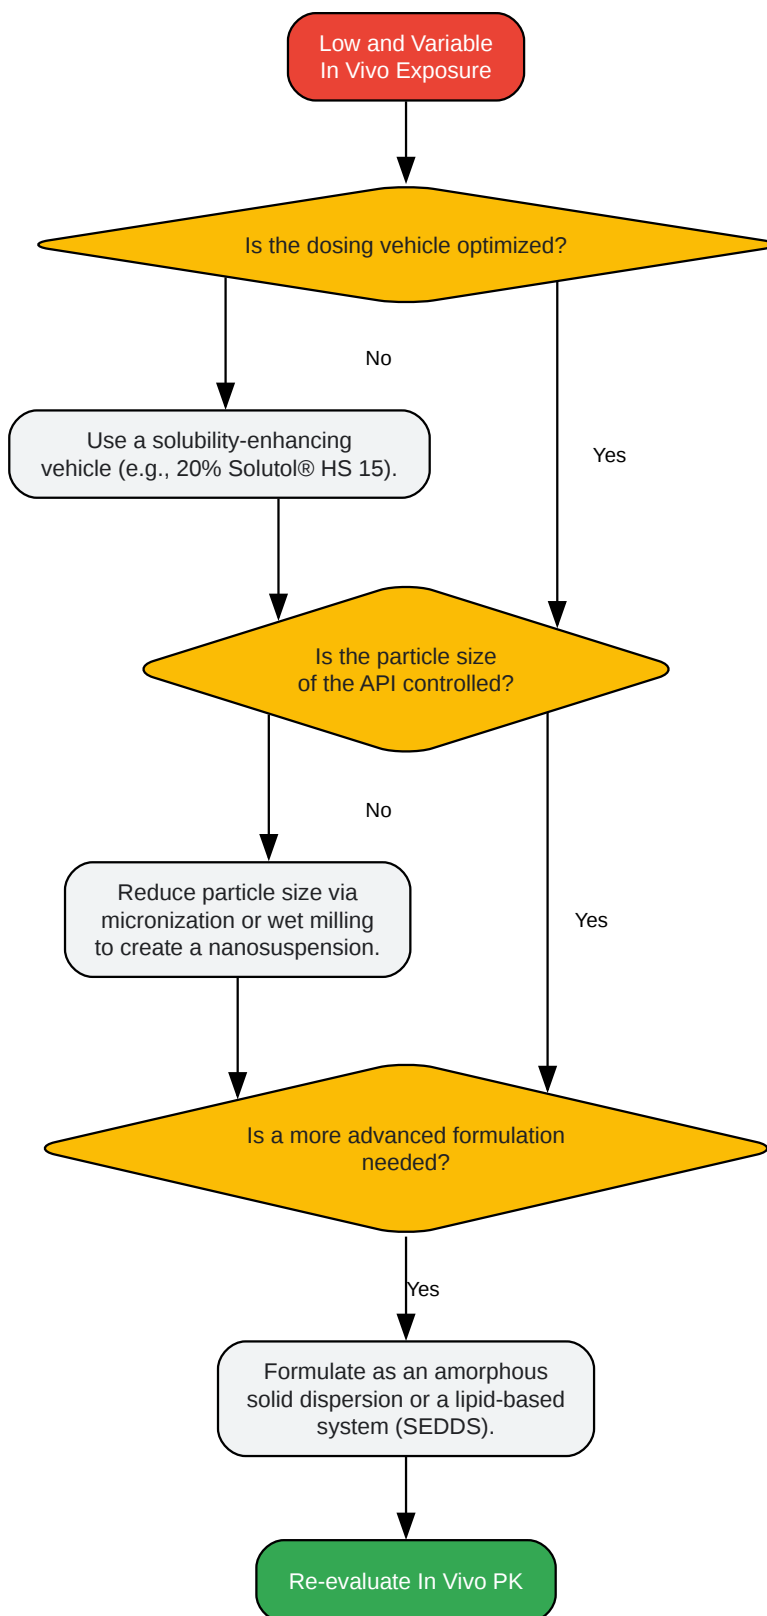 Low and Variable
In Vivo Exposure
Is the dosing vehicle optimized?
No
Use a solubility-enhancing
vehicle (e.g., 20% Solutol® HS 15).
Yes
Is the particle size
of the API controlled?
No
Reduce particle size via
micronization or wet milling
to create a nanosuspension.
Yes
Is a more advanced formulation
needed?
Yes
Formulate as an amorphous
solid dispersion or a lipid-based
system (SEDDS).
Re-evaluate In Vivo PK